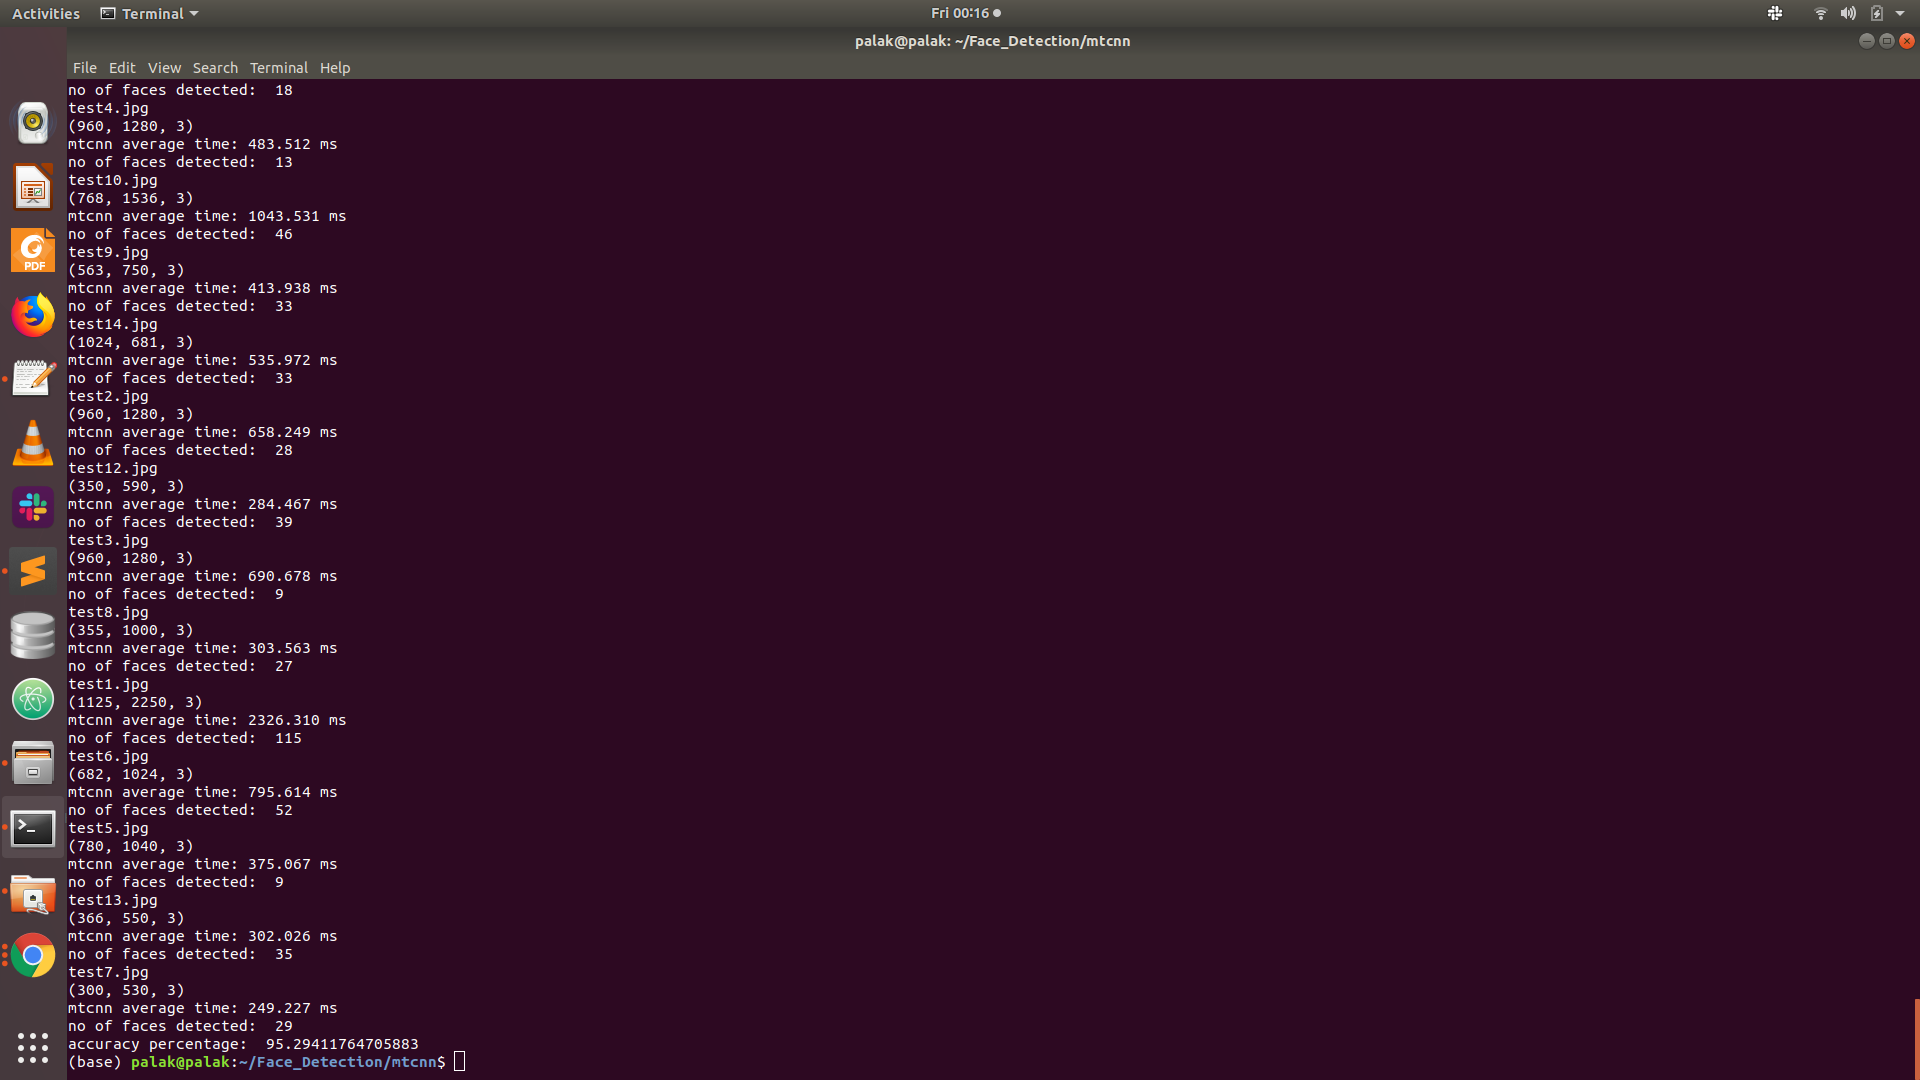 Activities Terminal Fri 00:16
palak@palak: ~/Face_Detection/mtcnn
File Edit View Search Terminal Help
no of faces detected:  18
test4.jpg
(960, 1280, 3)
mtcnn average time: 483.512 ms
no of faces detected:  13
test10.jpg
(768, 1536, 3)
mtcnn average time: 1043.531 ms
no of faces detected:  46
test9.jpg
(563, 750, 3)
mtcnn average time: 413.938 ms
no of faces detected:  33
test14.jpg
(1024, 681, 3)
mtcnn average time: 535.972 ms
no of faces detected:  33
test2.jpg
(960, 1280, 3)
mtcnn average time: 658.249 ms
no of faces detected:  28
test12.jpg
(350, 590, 3)
mtcnn average time: 284.467 ms
no of faces detected:  39
test3.jpg
(960, 1280, 3)
mtcnn average time: 690.678 ms
no of faces detected:  9
test8.jpg
(355, 1000, 3)
mtcnn average time: 303.563 ms
no of faces detected:  27
test1.jpg
(1125, 2250, 3)
mtcnn average time: 2326.310 ms
no of faces detected:  115
test6.jpg
(682, 1024, 3)
mtcnn average time: 795.614 ms
no of faces detected:  52
test5.jpg
(780, 1040, 3)
mtcnn average time: 375.067 ms
no of faces detected:  9
test13.jpg
(366, 550, 3)
mtcnn average time: 302.026 ms
no of faces detected:  35
test7.jpg
(300, 530, 3)
mtcnn average time: 249.227 ms
no of faces detected:  29
accuracy percentage:  95.29411764705883
(base) palak@palak:~/Face_Detection/mtcnn$
PDF